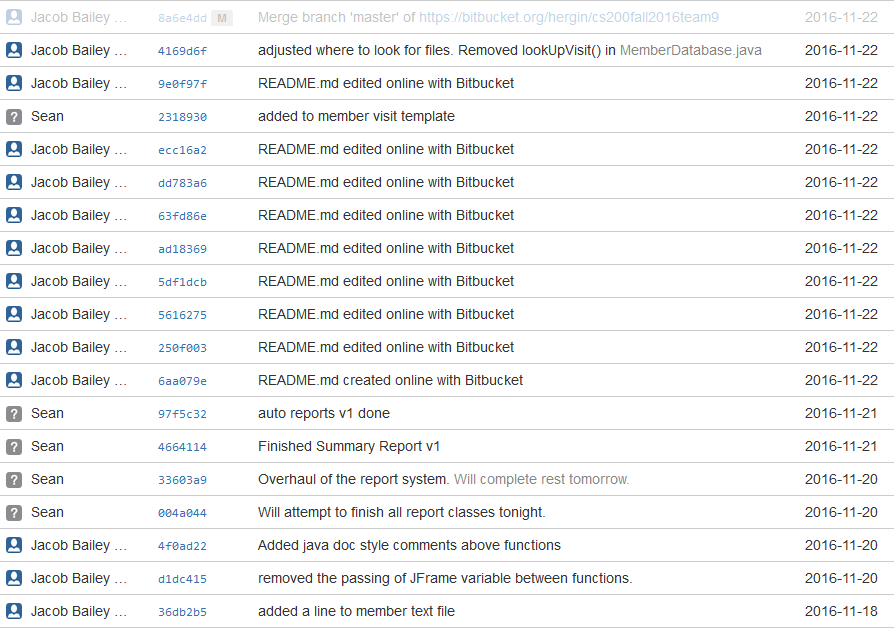 Jacob Bailey ... 8a6e4dd M Merge branch 'master' of https://bitbucket.org/hergin/cs200fall2016team9 2016-11-22
Jacob Bailey ... 4169d6f adjusted where to look for files. Removed lookUpVisit() in MemberDatabase.java 2016-11-22
Jacob Bailey ... 9e0f97f README.md edited online with Bitbucket 2016-11-22
? Sean 2318930 added to member visit template 2016-11-22
Jacob Bailey ... ecc16a2 README.md edited online with Bitbucket 2016-11-22
Jacob Bailey ... dd783a6 README.md edited online with Bitbucket 2016-11-22
Jacob Bailey ... 63fd86e README.md edited online with Bitbucket 2016-11-22
Jacob Bailey ... ad18369 README.md edited online with Bitbucket 2016-11-22
Jacob Bailey ... 5df1dcb README.md edited online with Bitbucket 2016-11-22
Jacob Bailey ... 5616275 README.md edited online with Bitbucket 2016-11-22
Jacob Bailey ... 250f003 README.md edited online with Bitbucket 2016-11-22
Jacob Bailey ... 6aa079e README.md created online with Bitbucket 2016-11-22
? Sean 97f5c32 auto reports v1 done 2016-11-21
? Sean 4664114 Finished Summary Report v1 2016-11-21
? Sean 33603a9 Overhaul of the report system. Will complete rest tomorrow. 2016-11-20
? Sean 004a044 Will attempt to finish all report classes tonight. 2016-11-20
Jacob Bailey ... 4f0ad22 Added java doc style comments above functions 2016-11-20
Jacob Bailey ... d1dc415 removed the passing of JFrame variable between functions. 2016-11-20
Jacob Bailey ... 36db2b5 added a line to member text file 2016-11-18